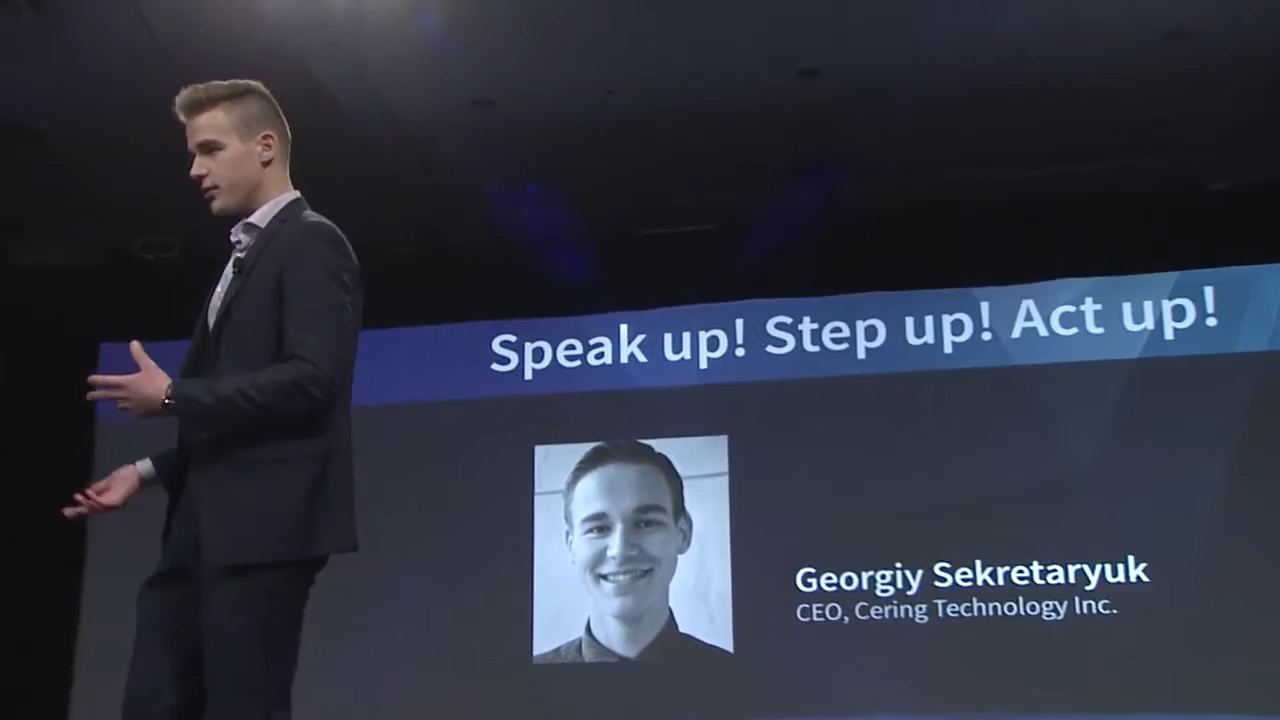 Speak up! Step up! Act up!
Georgiy Sekretaryuk
CEO, Cering Technology Inc.